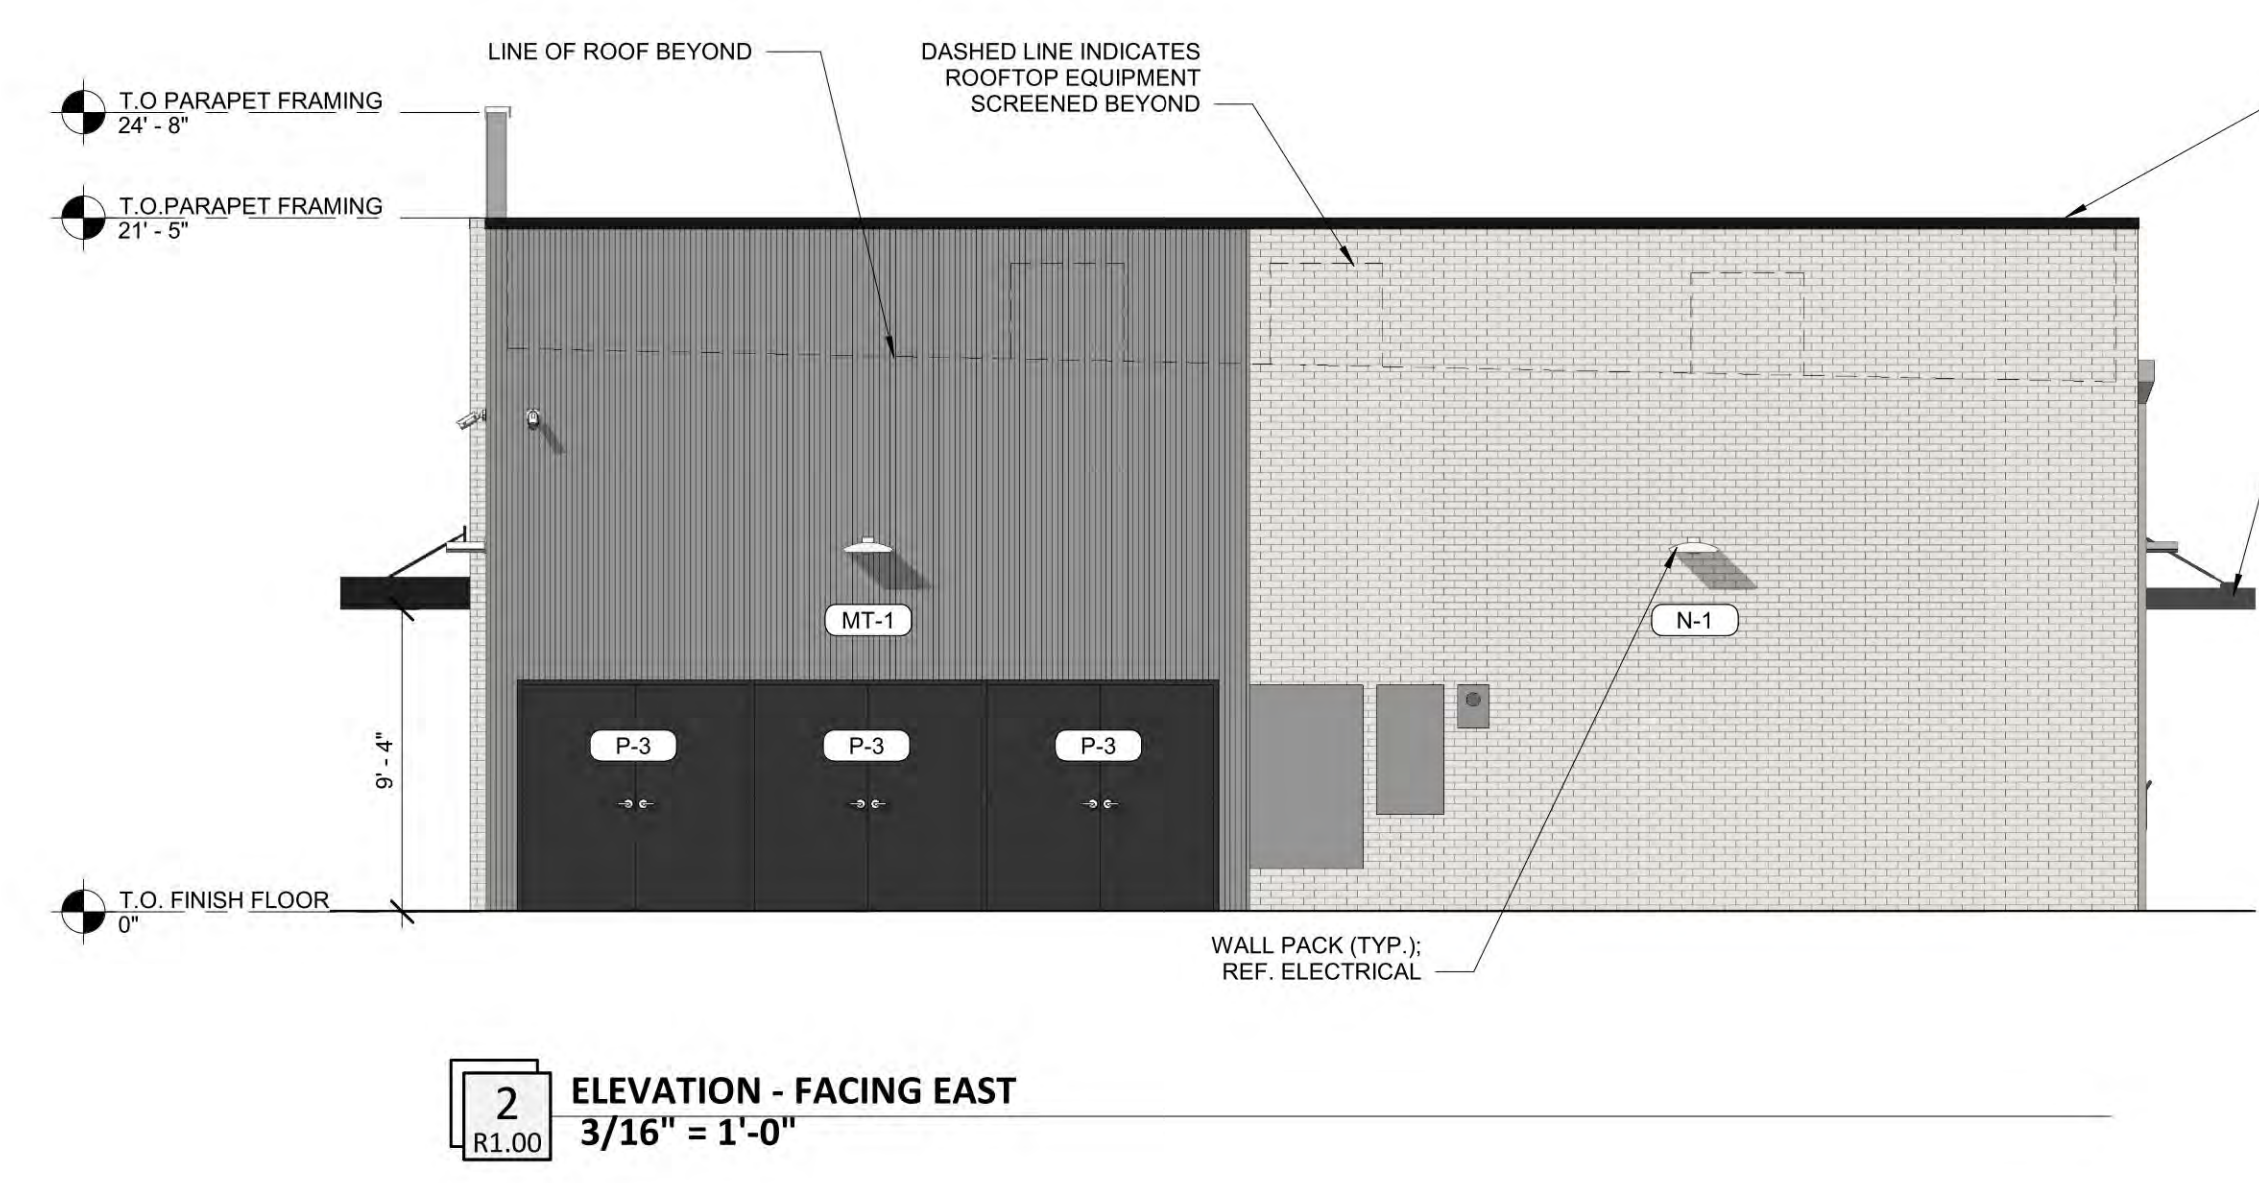 LINE OF ROOF BEYOND
DASHED LINE INDICATES
ROOFTOP EQUIPMENT
SCREENED BEYOND
T.O PARAPET FRAMING
24' - 8"
T.O.PARAPET FRAMING
21' - 5"
MT-1
N-1
P-3
P-3
P-3
9' - 4"
T.O. FINISH FLOOR
0"
WALL PACK (TYP.);
REF. ELECTRICAL
2
R1.00
ELEVATION - FACING EAST
3/16" = 1'-0"